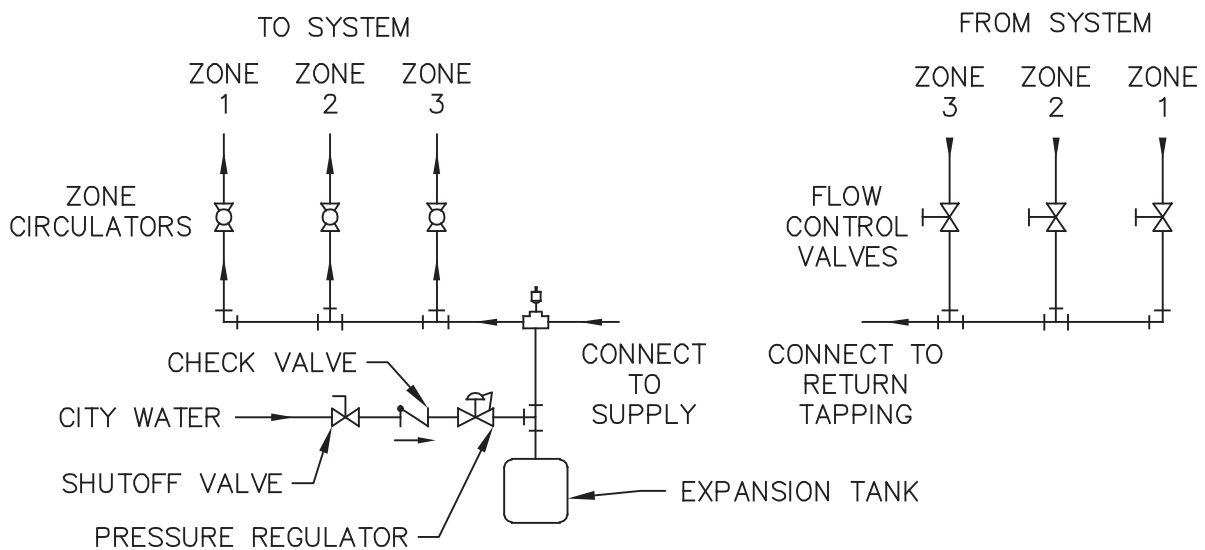 TO SYSTEM
ZONE
1
ZONE
2
ZONE
3
ZONE
CIRCULATORS
FROM SYSTEM
ZONE
3
ZONE
2
ZONE
1
FLOW
CONTROL
VALVES
CONNECT
TO
SUPPLY
CONNECT TO
RETURN
TAPPING
CHECK VALVE
CITY WATER
SHUTOFF VALVE
PRESSURE REGULATOR
EXPANSION TANK